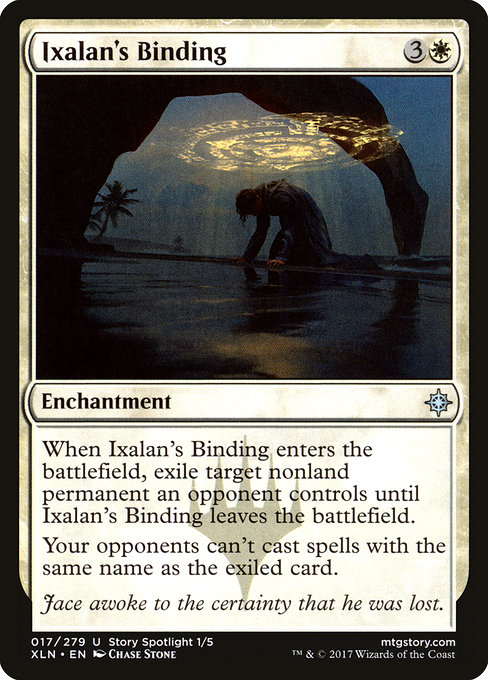 Ixalan's Binding 3
Enchantment
When Ixalan's Binding enters the
battlefield, exile target nonland
permanent an opponent controls until
Ixalan's Binding leaves the battlefield.
Your opponents can't cast spells with the
same name as the exiled card.
Jace awoke to the certainty that he was lost.
017/279 U Story Spotlight 1/5 mtgstory.com
XLN • EN Chase Stone ™ & © 2017 Wizards of the Coast